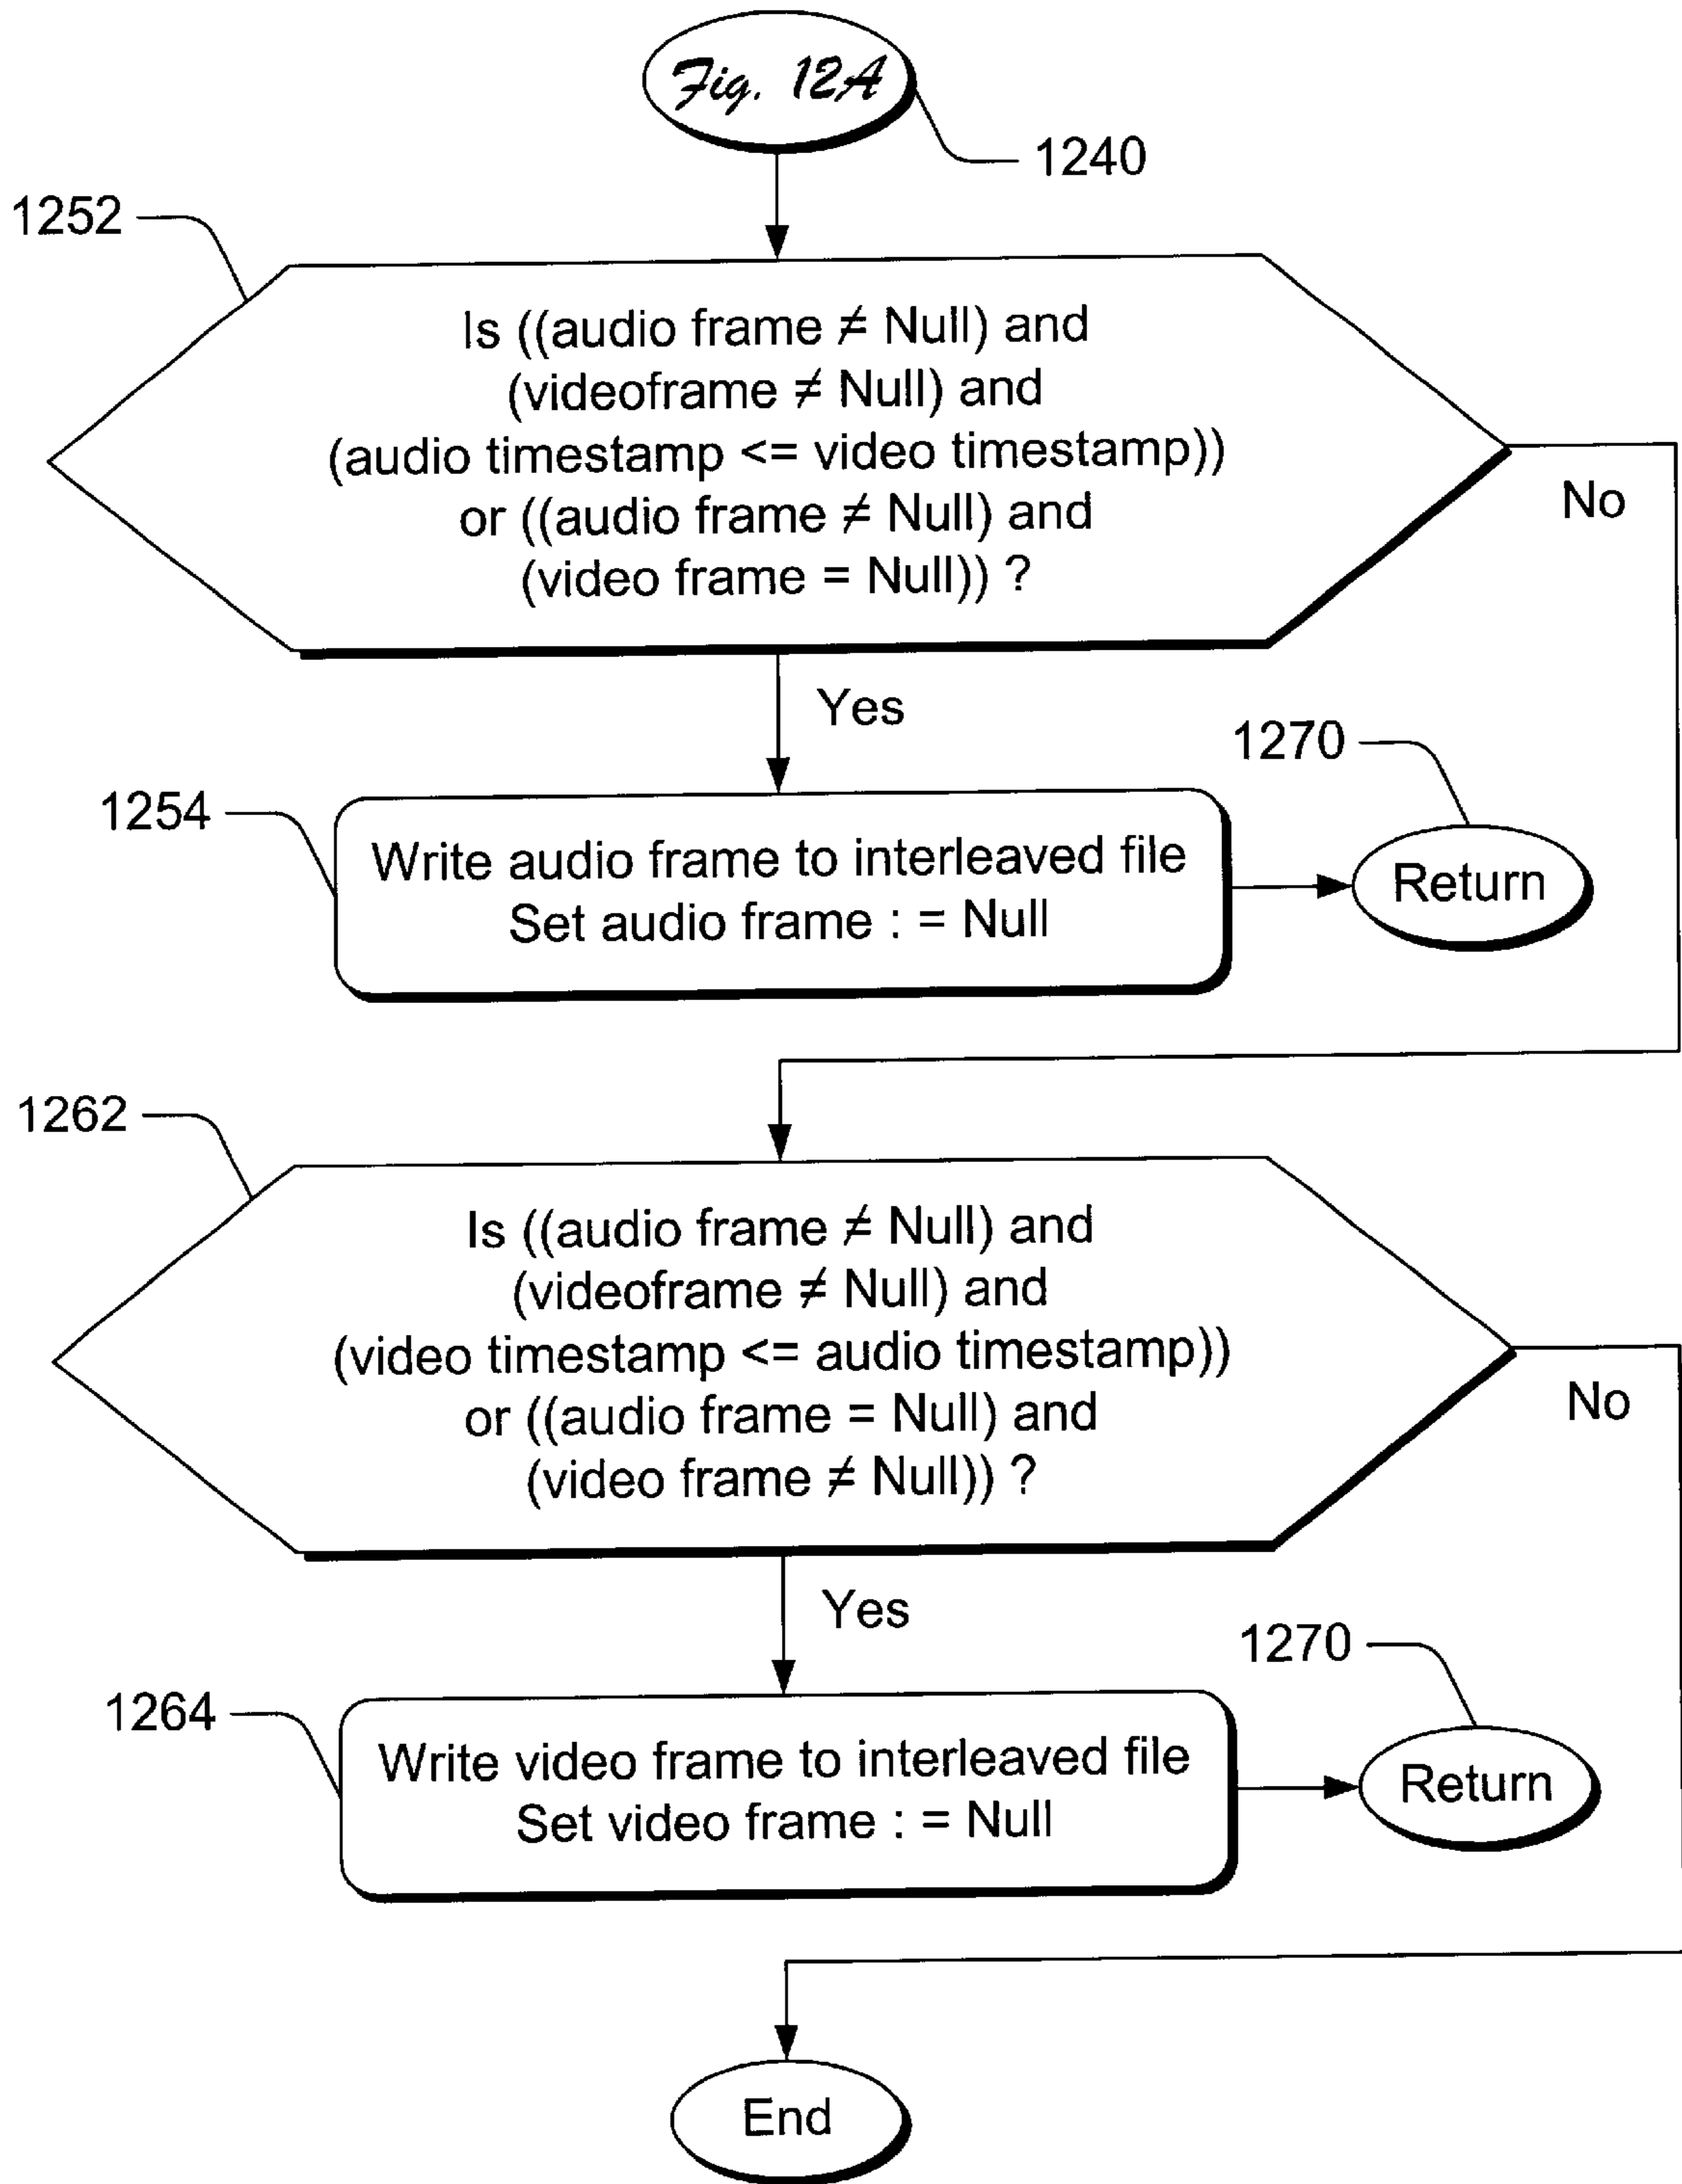 Fig. 12A
1240
1252
Is ((audio frame ≠ Null) and
(videoframe ≠ Null) and
(audio timestamp <= video timestamp))
or ((audio frame ≠ Null) and
(video frame = Null)) ?
No
Yes
1270
1254
Write audio frame to interleaved file
Set audio frame : = Null
Return
1262
Is ((audio frame ≠ Null) and
(videoframe ≠ Null) and
(video timestamp <= audio timestamp))
or ((audio frame = Null) and
(video frame ≠ Null)) ?
No
Yes
1270
1264
Write video frame to interleaved file
Set video frame : = Null
Return
End